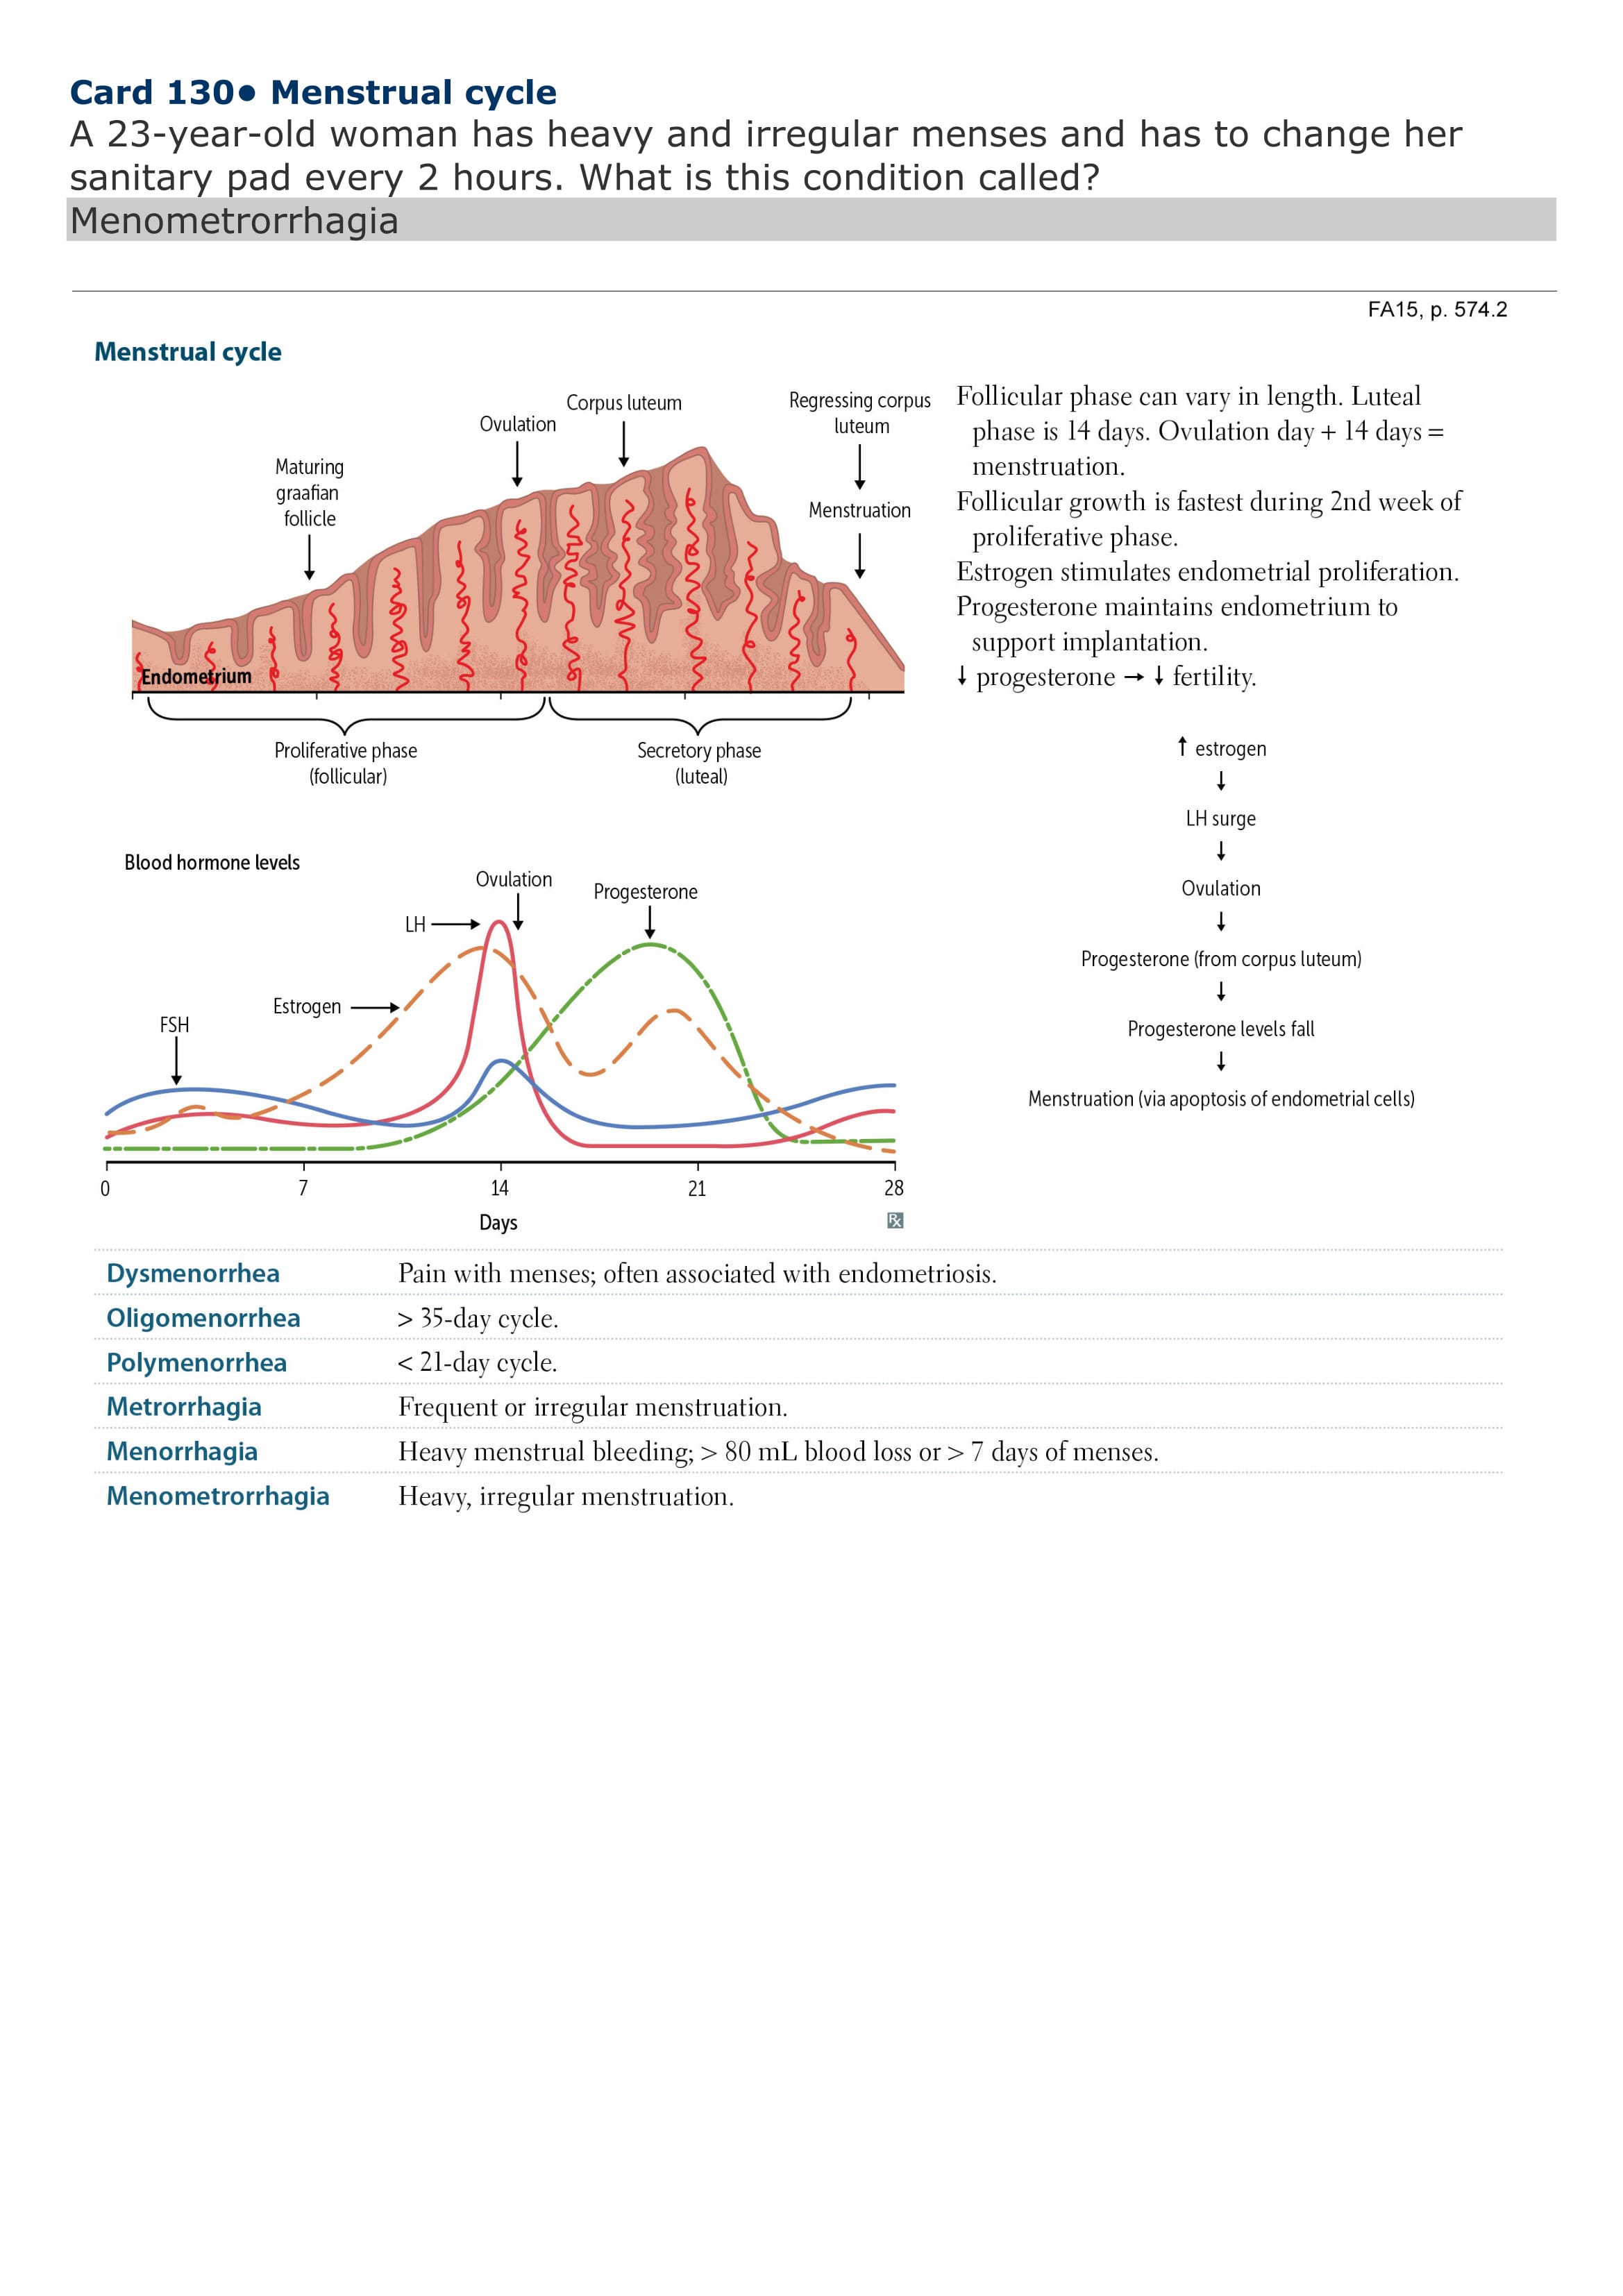 Card 130• Menstrual cycle
A 23-year-old woman has heavy and irregular menses and has to change her
sanitary pad every 2 hours. What is this condition called?
Menometrorrhagia
FA15, p. 574.2
Menstrual cycle
Maturing
graafian
follicle
Ovulation
Corpus luteum
Regressing corpus
luteum
Menstruation
Endometrium
Proliferative phase
(follicular)
Secretory phase
(luteal)
Follicular phase can vary in length. Luteal
phase is 14 days. Ovulation day + 14 days =
menstruation.
Follicular growth is fastest during 2nd week of
proliferative phase.
Estrogen stimulates endometrial proliferation.
Progesterone maintains endometrium to
support implantation.
↓ progesterone → ↓ fertility.
↑ estrogen
↓
LH surge
↓
Ovulation
↓
Progesterone (from corpus luteum)
↓
Progesterone levels fall
↓
Menstruation (via apoptosis of endometrial cells)
Blood hormone levels
Ovulation
Progesterone
LH
Estrogen
FSH
0 7 14 21 28
Days
Rx
Dysmenorrhea Pain with menses; often associated with endometriosis.
Oligomenorrhea > 35-day cycle.
Polymenorrhea < 21-day cycle.
Metrorrhagia Frequent or irregular menstruation.
Menorrhagia Heavy menstrual bleeding; > 80 mL blood loss or > 7 days of menses.
Menometrorrhagia Heavy, irregular menstruation.